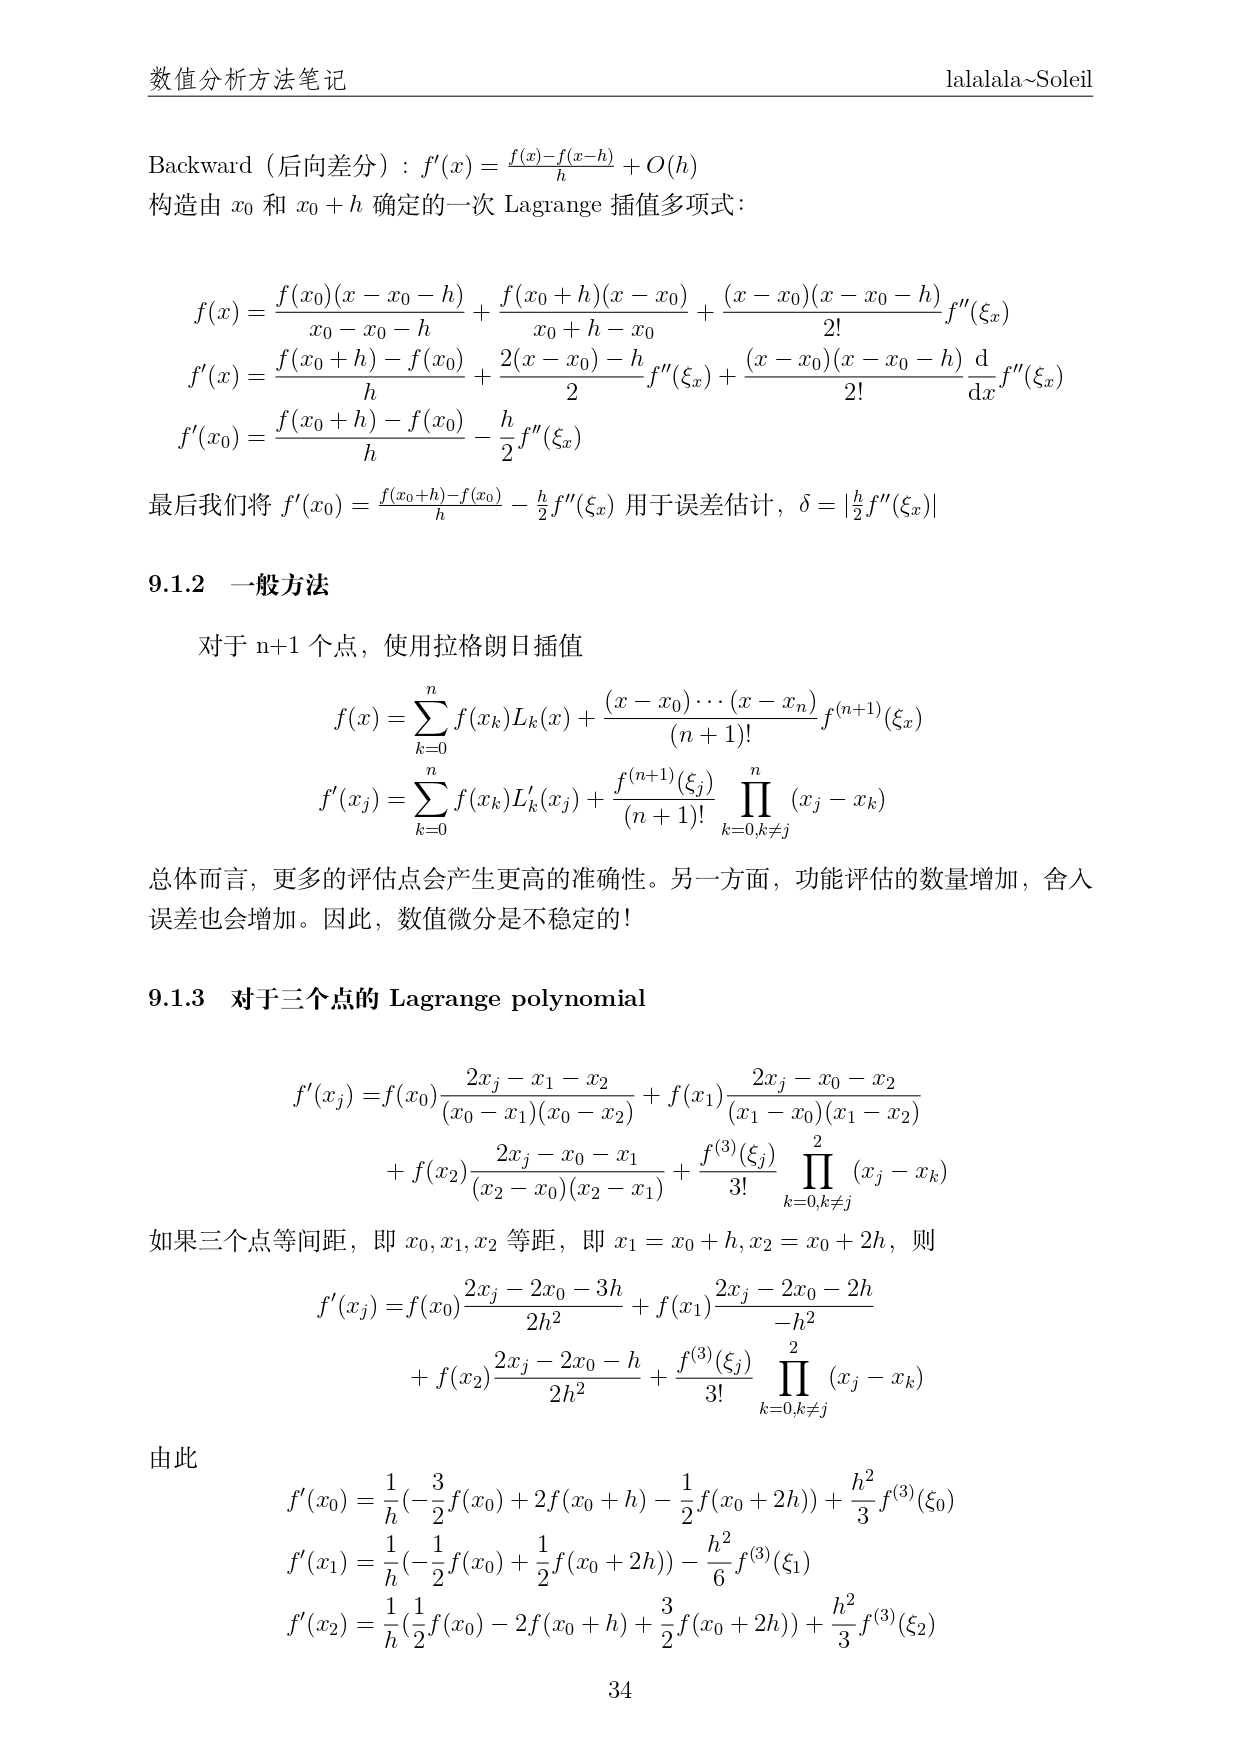 数值分析方法笔记 lalalala~Soleil
Backward（后向差分）: $f'(x) = \frac{f(x)-f(x-h)}{h} + O(h)$
构造由 $x_0$ 和 $x_0 + h$ 确定的一次 Lagrange 插值多项式：
$f(x) = \frac{f(x_0)(x - x_0 - h)}{x_0 - x_0 - h} + \frac{f(x_0 + h)(x - x_0)}{x_0 + h - x_0} + \frac{(x - x_0)(x - x_0 - h)}{2!} f''(\xi_x)$
$f'(x) = \frac{f(x_0 + h) - f(x_0)}{h} + \frac{2(x - x_0) - h}{2} f''(\xi_x) + \frac{(x - x_0)(x - x_0 - h)}{2!} \frac{\mathrm{d}}{\mathrm{d}x} f''(\xi_x)$
$f'(x_0) = \frac{f(x_0 + h) - f(x_0)}{h} - \frac{h}{2} f''(\xi_x)$
最后我们将 $f'(x_0) = \frac{f(x_0+h)-f(x_0)}{h} - \frac{h}{2} f''(\xi_x)$ 用于误差估计，$\delta = |\frac{h}{2} f''(\xi_x)|$
9.1.2 一般方法
对于 n+1 个点，使用拉格朗日插值
$f(x) = \sum_{k=0}^{n} f(x_k) L_k(x) + \frac{(x - x_0) \cdots (x - x_n)}{(n + 1)!} f^{(n+1)}(\xi_x)$
$f'(x_j) = \sum_{k=0}^{n} f(x_k) L_k'(x_j) + \frac{f^{(n+1)}(\xi_j)}{(n + 1)!} \prod_{k=0, k \neq j}^{n} (x_j - x_k)$
总体而言，更多的评估点会产生更高的准确性。另一方面，功能评估的数量增加，舍入
误差也会增加。因此，数值微分是不稳定的！
9.1.3 对于三个点的 Lagrange polynomial
$f'(x_j) = f(x_0) \frac{2x_j - x_1 - x_2}{(x_0 - x_1)(x_0 - x_2)} + f(x_1) \frac{2x_j - x_0 - x_2}{(x_1 - x_0)(x_1 - x_2)}$
$+ f(x_2) \frac{2x_j - x_0 - x_1}{(x_2 - x_0)(x_2 - x_1)} + \frac{f^{(3)}(\xi_j)}{3!} \prod_{k=0, k \neq j}^{2} (x_j - x_k)$
如果三个点等间距，即 $x_0, x_1, x_2$ 等距，即 $x_1 = x_0 + h, x_2 = x_0 + 2h$，则
$f'(x_j) = f(x_0) \frac{2x_j - 2x_0 - 3h}{2h^2} + f(x_1) \frac{2x_j - 2x_0 - 2h}{-h^2}$
$+ f(x_2) \frac{2x_j - 2x_0 - h}{2h^2} + \frac{f^{(3)}(\xi_j)}{3!} \prod_{k=0, k \neq j}^{2} (x_j - x_k)$
由此
$f'(x_0) = \frac{1}{h} (-\frac{3}{2} f(x_0) + 2f(x_0 + h) - \frac{1}{2} f(x_0 + 2h)) + \frac{h^2}{3} f^{(3)}(\xi_0)$
$f'(x_1) = \frac{1}{h} (-\frac{1}{2} f(x_0) + \frac{1}{2} f(x_0 + 2h)) - \frac{h^2}{6} f^{(3)}(\xi_1)$
$f'(x_2) = \frac{1}{h} (\frac{1}{2} f(x_0) - 2f(x_0 + h) + \frac{3}{2} f(x_0 + 2h)) + \frac{h^2}{3} f^{(3)}(\xi_2)$
34